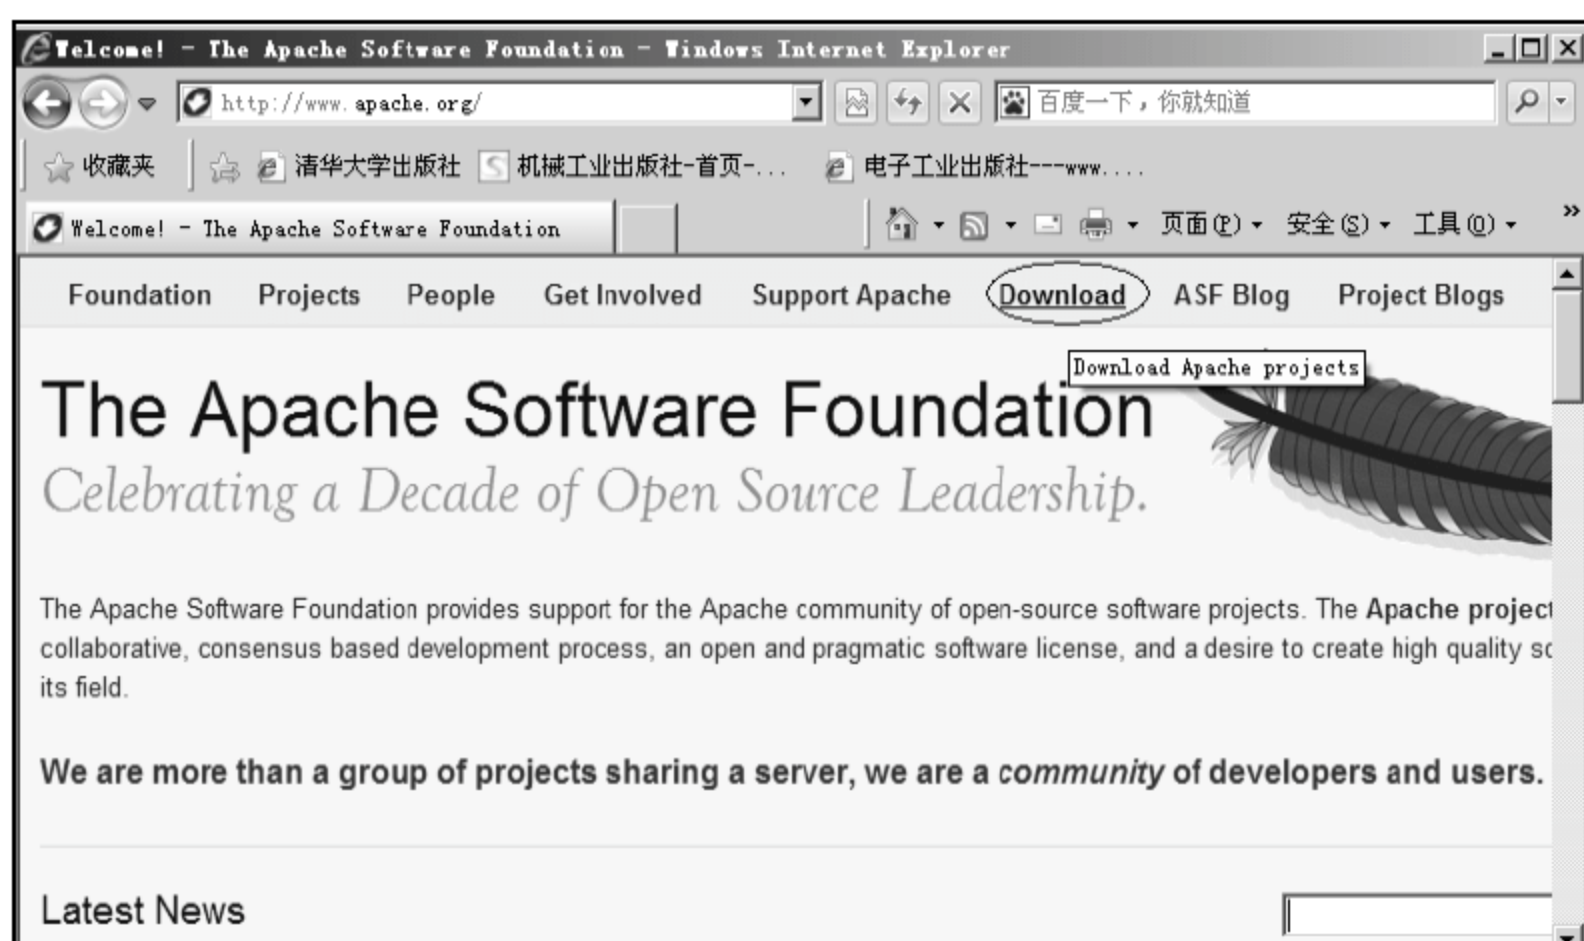 Welcome! - The Apache Software Foundation - Windows Internet Explorer
http://www.apache.org/
百度一下，你就知道
收藏夹 清华大学出版社 机械工业出版社-首页-... 电子工业出版社---www....
Welcome! - The Apache Software Foundation
页面(P) 安全(S) 工具(O) »
Foundation Projects People Get Involved Support Apache Download ASF Blog Project Blogs
Download Apache projects
The Apache Software Foundation
Celebrating a Decade of Open Source Leadership.
The Apache Software Foundation provides support for the Apache community of open-source software projects. The Apache project
collaborative, consensus based development process, an open and pragmatic software license, and a desire to create high quality so
its field.
We are more than a group of projects sharing a server, we are a community of developers and users.
Latest News